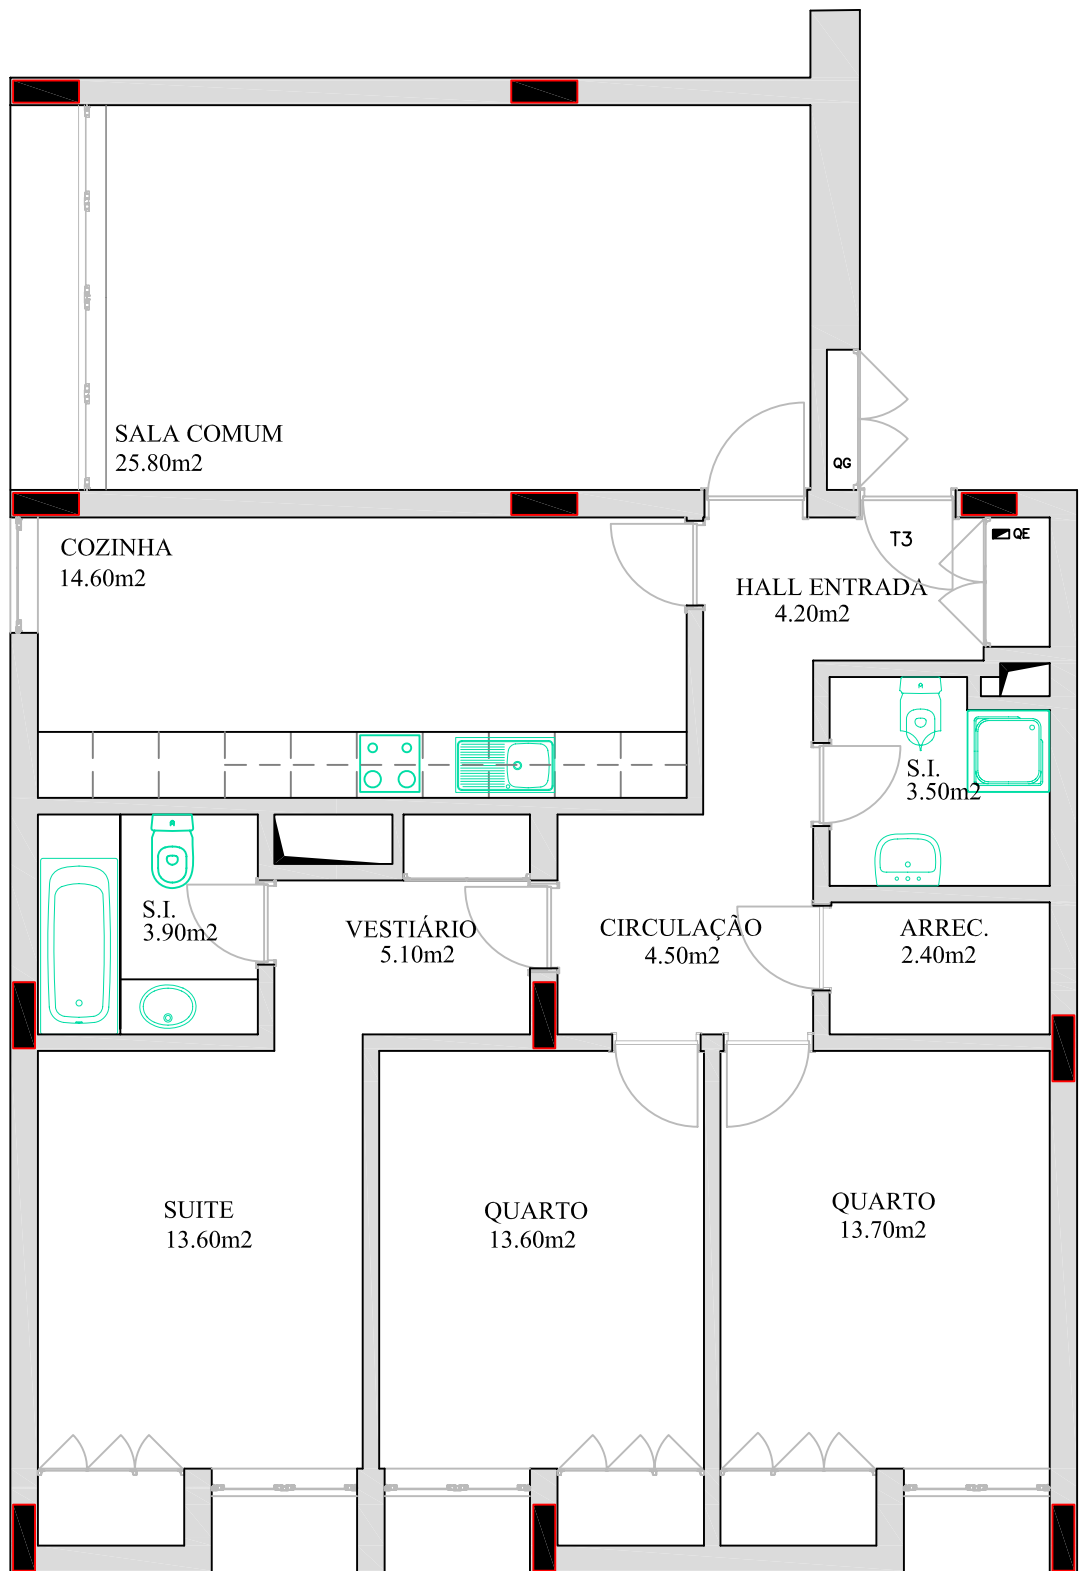 SALA COMUM
25.80m2
QG
COZINHA
14.60m2
T3
QE
HALL ENTRADA
4.20m2
S.I.
3.50m2
S.I.
3.90m2
VESTIÁRIO
5.10m2
CIRCULAÇÃO
4.50m2
ARREC.
2.40m2
SUITE
13.60m2
QUARTO
13.60m2
QUARTO
13.70m2